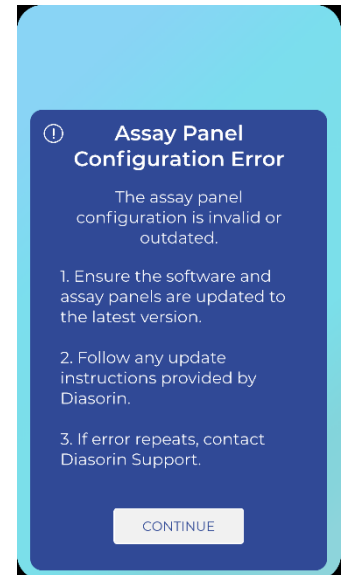 Assay Panel
Configuration Error
The assay panel
configuration is invalid or
outdated.
1. Ensure the software and
assay panels are updated to
the latest version.
2. Follow any update
instructions provided by
Diasorin.
3. If error repeats, contact
Diasorin Support.
CONTINUE